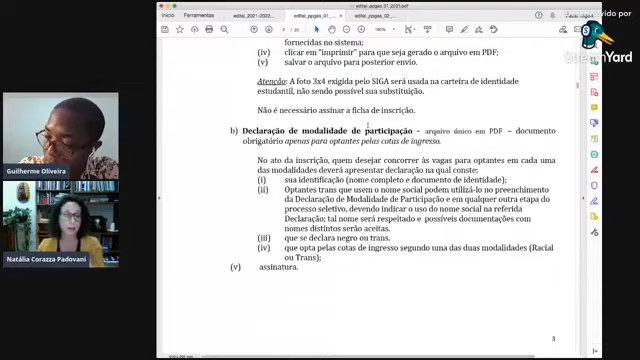 edital_ppgas_01_2021.pdf
Início Ferramentas edital_2021-2022... edital_ppgas_01_... × edital_ppgas_02_...
fornecidas no sistema;
(iv) clicar em "imprimir" para que seja gerado o arquivo em PDF;
(v) salvar o arquivo para posterior envio.
Atenção: A foto 3x4 exigida pelo SIGA será usada na carteira de identidade
estudantil, não sendo possível sua substituição.
Não é necessário assinar a ficha de inscrição.
b) Declaração de modalidade de participação - arquivo único em PDF – documento
obrigatório apenas para optantes pelas cotas de ingresso.
No ato da inscrição, quem desejar concorrer às vagas para optantes em cada uma
das modalidades deverá apresentar declaração na qual conste:
(i) sua identificação (nome completo e documento de identidade);
(ii) Optantes trans que usem o nome social podem utilizá-lo no preenchimento
da Declaração de Modalidade de Participação e em qualquer outra etapa do
processo seletivo, devendo indicar o uso do nome social na referida
Declaração; tal nome será respeitado e possíveis documentações com
nomes distintos serão aceitas.
(iii) que se declara negro ou trans.
(iv) que opta pelas cotas de ingresso segundo uma das duas modalidades (Racial
ou Trans);
(v) assinatura.
3
Guilherme Oliveira
Natália Corazza Padovani
StreamYard